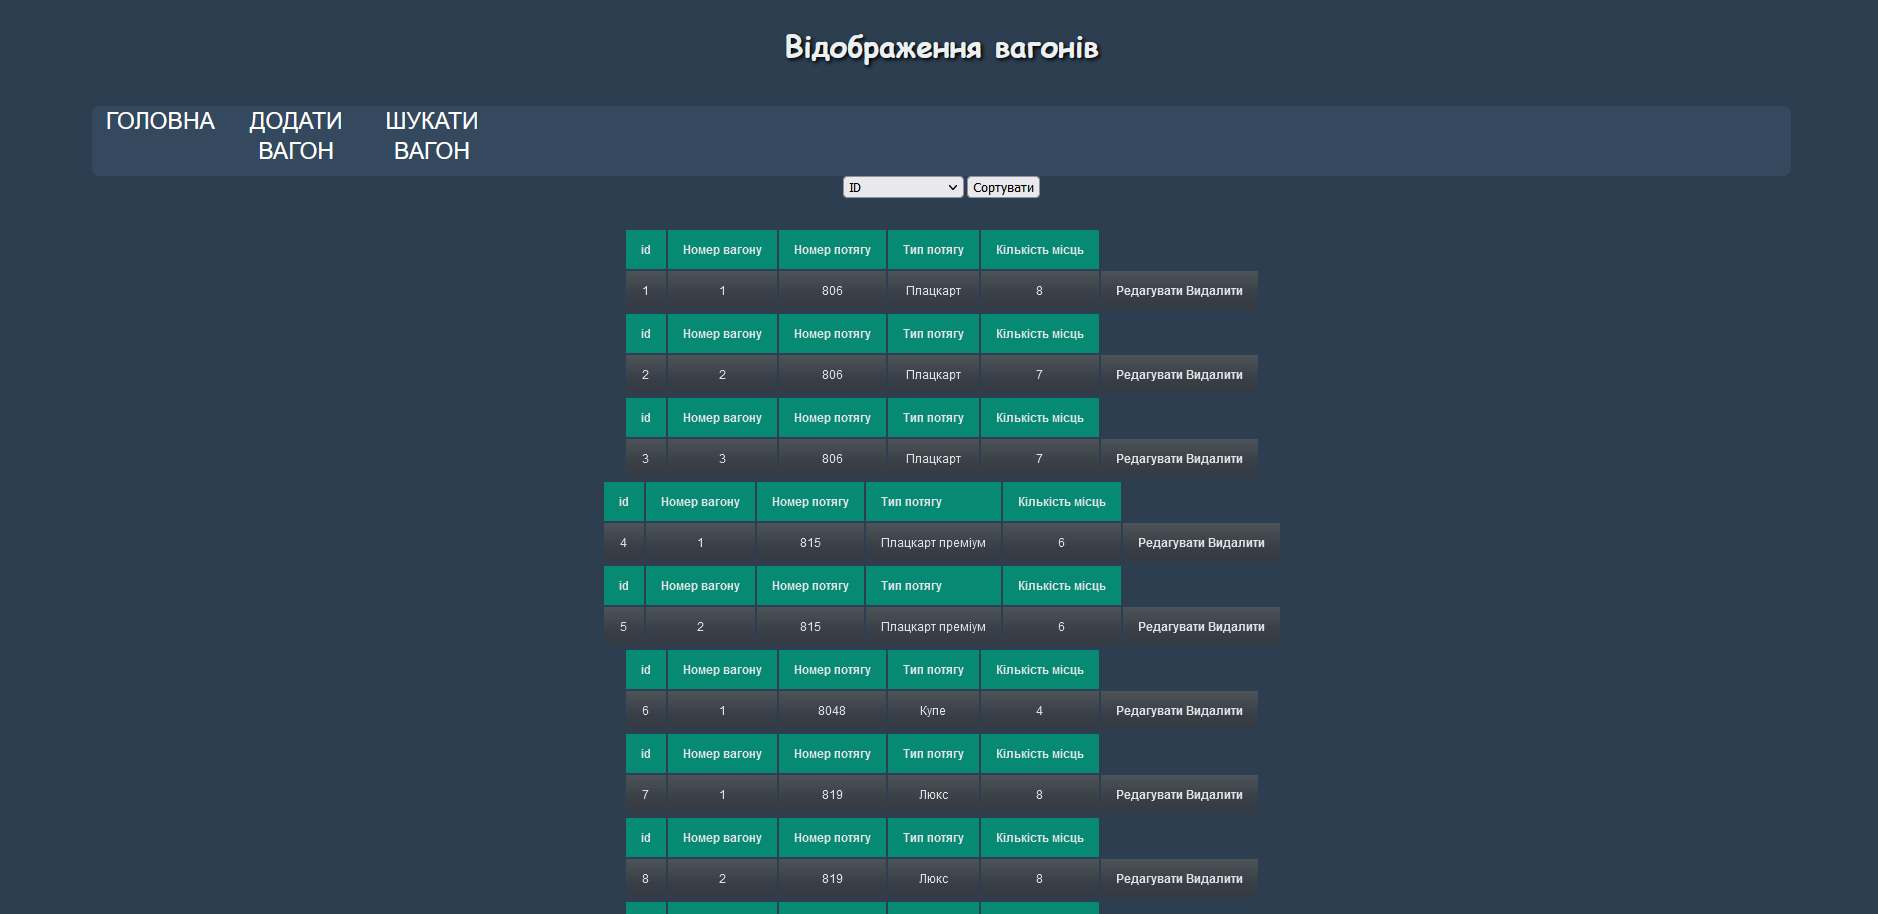 Відображення вагонів
ГОЛОВНА ДОДАТИ ШУКАТИ
ВАГОН ВАГОН
ID Сортувати
id Номер вагону Номер потягу Тип потягу Кількість місць
1 1 806 Плацкарт 8 Редагувати Видалити
id Номер вагону Номер потягу Тип потягу Кількість місць
2 2 806 Плацкарт 7 Редагувати Видалити
id Номер вагону Номер потягу Тип потягу Кількість місць
3 3 806 Плацкарт 7 Редагувати Видалити
id Номер вагону Номер потягу Тип потягу Кількість місць
4 1 815 Плацкарт преміум 6 Редагувати Видалити
id Номер вагону Номер потягу Тип потягу Кількість місць
5 2 815 Плацкарт преміум 6 Редагувати Видалити
id Номер вагону Номер потягу Тип потягу Кількість місць
6 1 8048 Купе 4 Редагувати Видалити
id Номер вагону Номер потягу Тип потягу Кількість місць
7 1 819 Люкс 8 Редагувати Видалити
id Номер вагону Номер потягу Тип потягу Кількість місць
8 2 819 Люкс 8 Редагувати Видалити